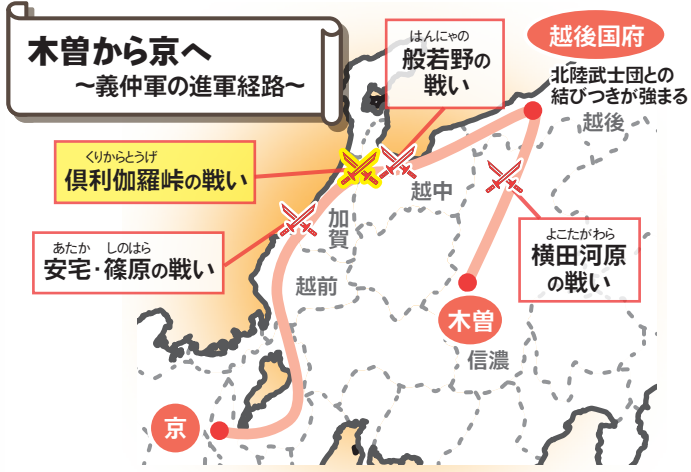 木曽から京へ
~義仲軍の進軍経路~
はんにゃの
般若野の
戦い
越後国府
北陸武士団との
結びつきが強まる
越後
くりからとうげ
倶利伽羅峠の戦い
越中
加賀
あたか しのはら
安宅・篠原の戦い
よこたがわら
横田河原
の戦い
越前
木曽
信濃
京